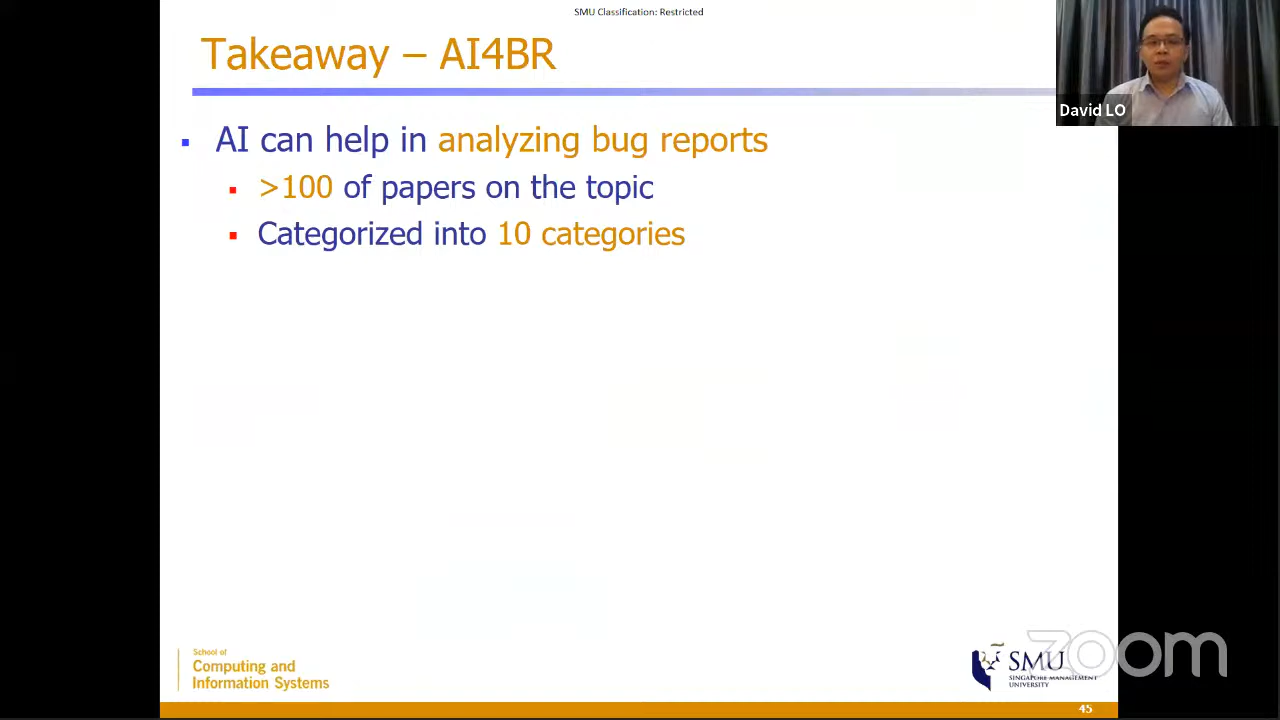 SMU Classification: Restricted
Takeaway – AI4BR
David LO
AI can help in analyzing bug reports
>100 of papers on the topic
Categorized into 10 categories
School of
Computing and
Information Systems
SMU
SINGAPORE MANAGEMENT
UNIVERSITY
zoom
45